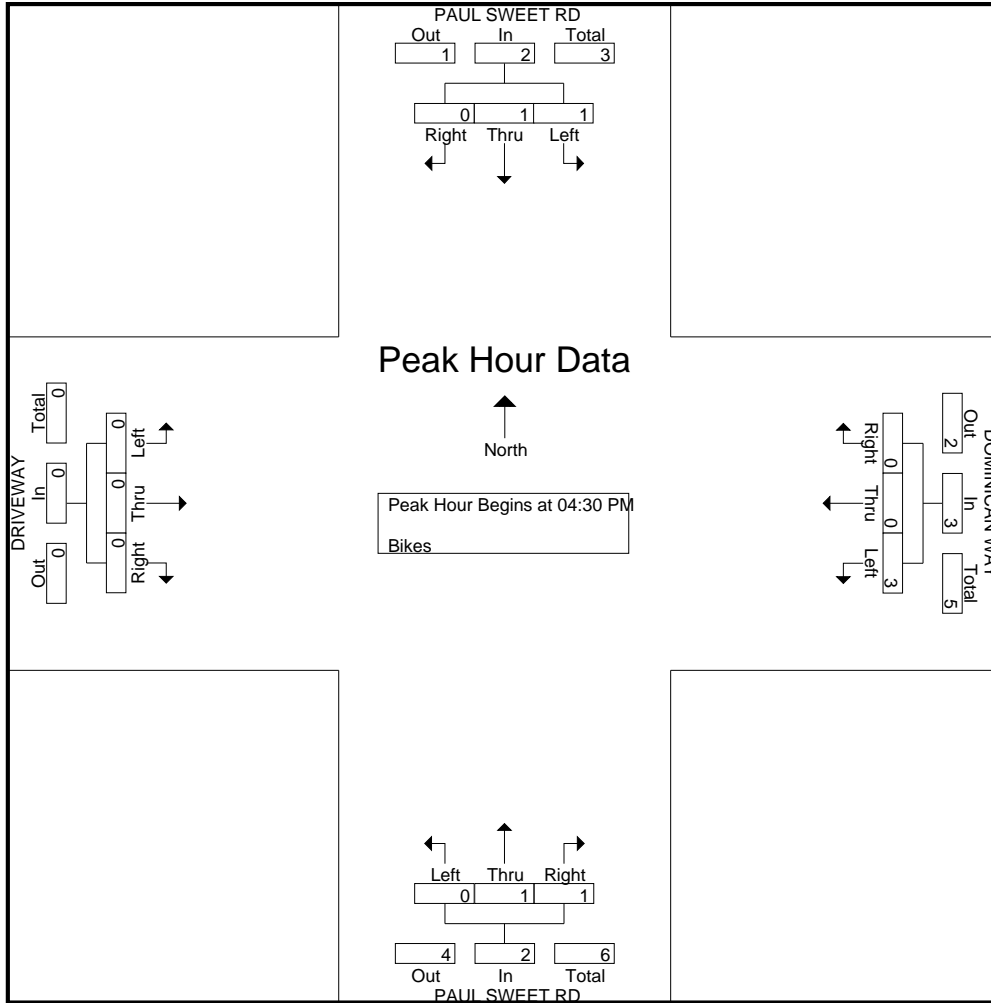 PAUL SWEET RD
Out In Total
1 2 3
0 1 1
Right Thru Left
Peak Hour Data
North
Peak Hour Begins at 04:30 PM
Bikes
DRIVEWAY
Out In Total
0 0 0
Right Thru Left
0 0 0
DOMINICAN WAY
Out In Total
2 3 5
Right Thru Left
0 0 3
Left Thru Right
0 1 1
4 2 6
Out In Total
PAUL SWEET RD